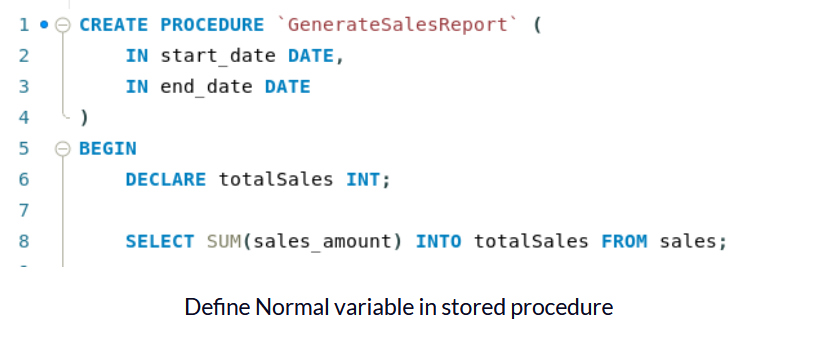 1 CREATE PROCEDURE `GenerateSalesReport` (
2 IN start_date DATE,
3 IN end_date DATE
4 )
5 BEGIN
6 DECLARE totalSales INT;
7
8 SELECT SUM(sales_amount) INTO totalSales FROM sales;
Define Normal variable in stored procedure